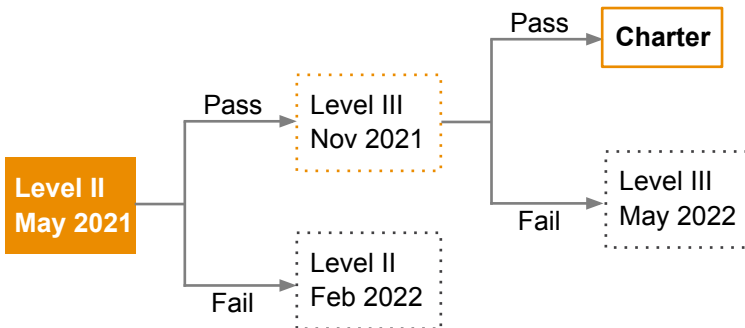 Pass
Charter
Pass
Level III
Nov 2021
Level II
May 2021
Level III
May 2022
Fail
Level II
Feb 2022
Fail